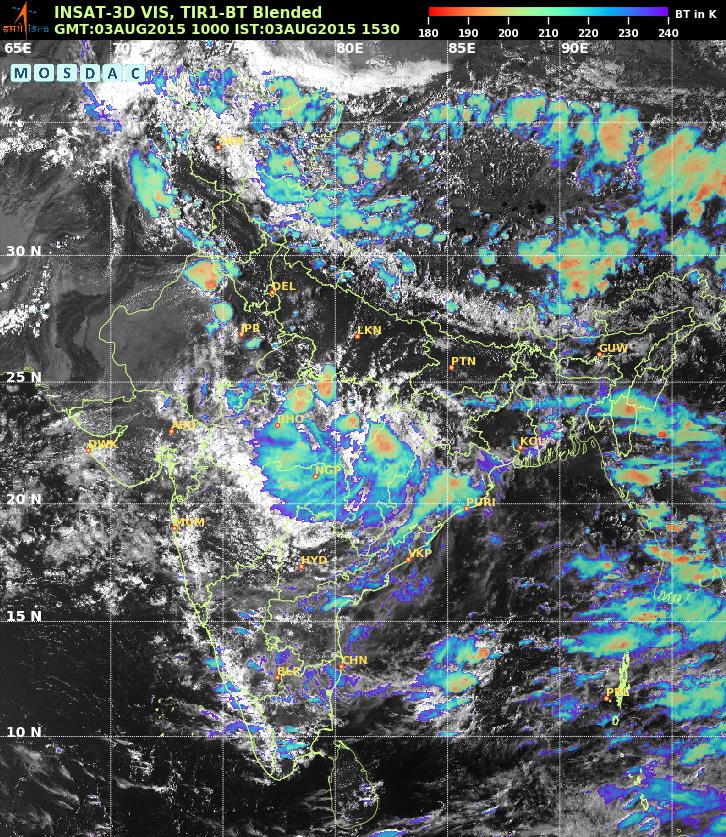 INSAT-3D VIS, TIR1-BT Blended
GMT:03AUG2015 1000 IST:03AUG2015 1530
BT in K
180 190 200 210 220 230 240
65E 70E 75E 80E 85E 90E
MOSDAC
30 N
DEL
JPR
LKN
GUW
PTN
25 N
BHO
AHD
DWK
KOL
NGP
20 N
PURI
MUM
VKP
HYD
15 N
CHN
BLR
PBL
10 N